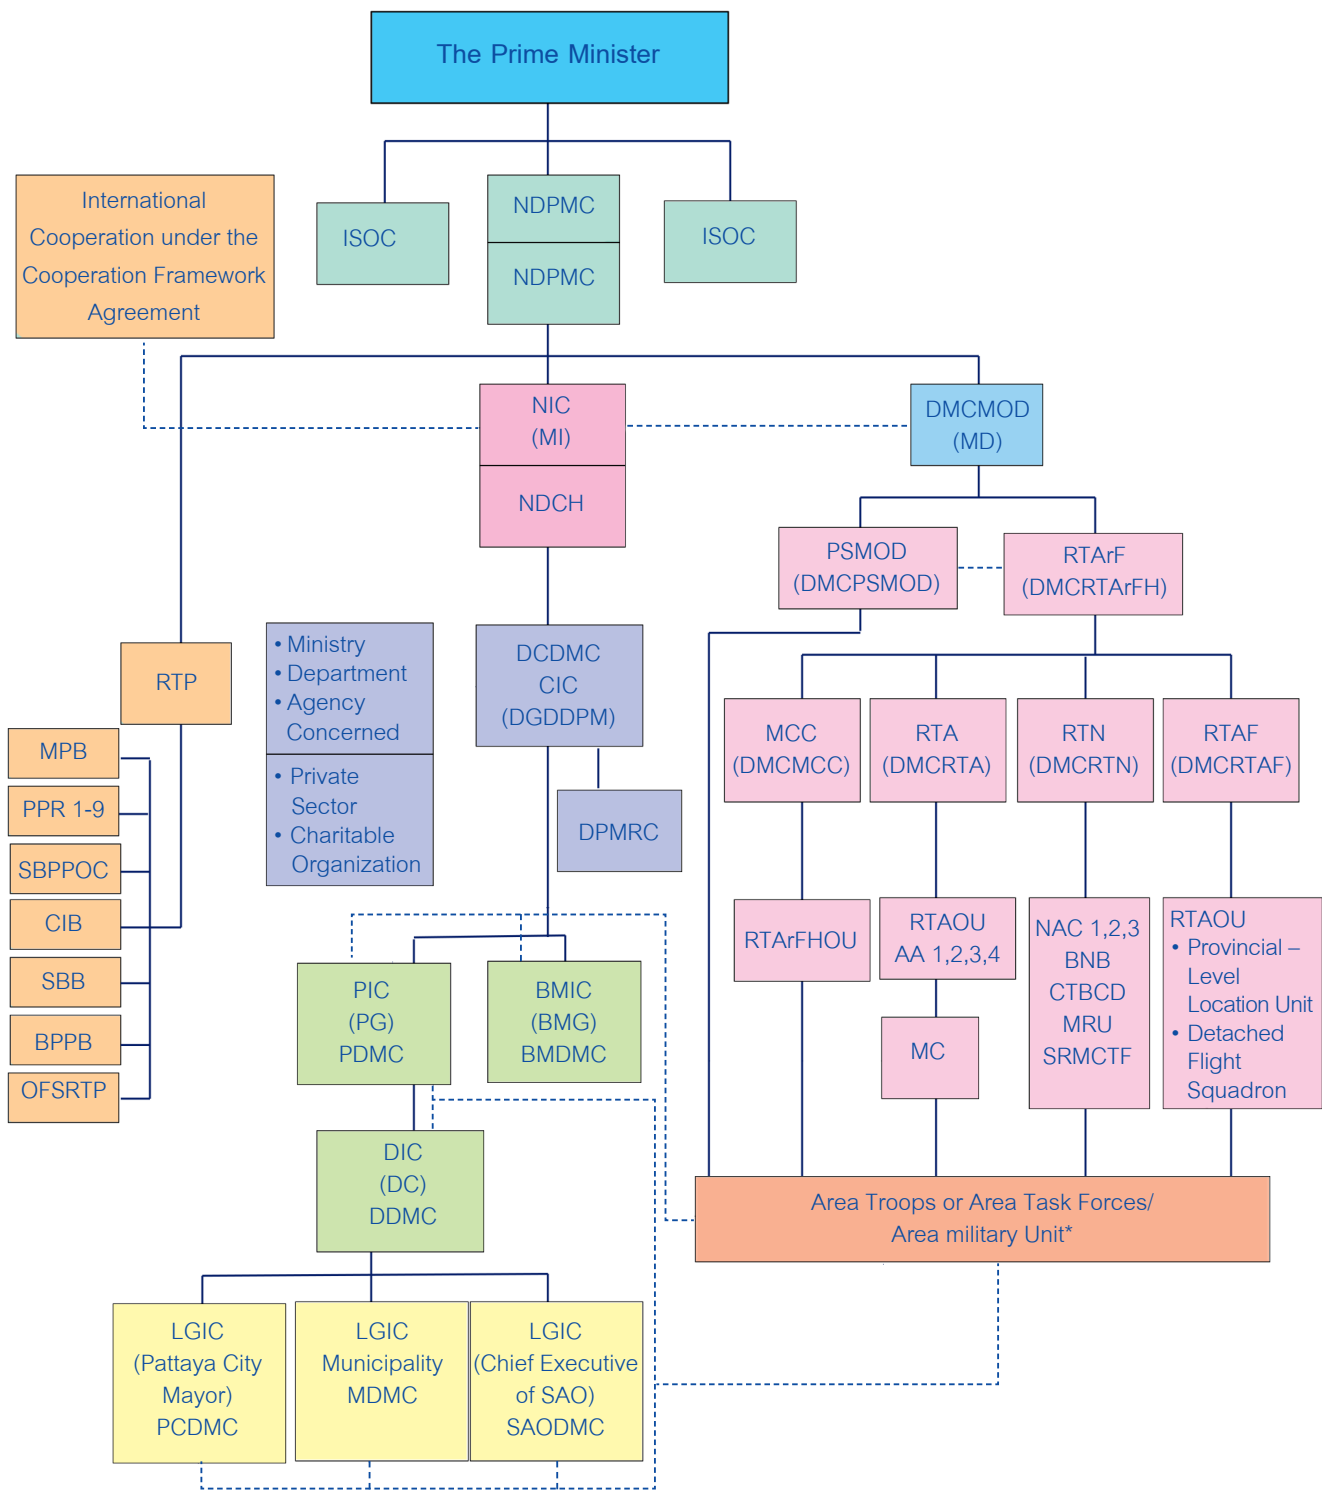 The Prime Minister
International
Cooperation under the
Cooperation Framework
Agreement
ISOC
NDPMC
NDPMC
ISOC
NIC
(MI)
NDCH
DMCMOD
(MD)
PSMOD
(DMCPSMOD)
RTArF
(DMCRTArFH)
RTP
• Ministry
• Department
• Agency
Concerned
• Private
Sector
• Charitable
Organization
DCDMC
CIC
(DGDDPM)
DPMRC
MCC
(DMCMCC)
RTA
(DMCRTA)
RTN
(DMCRTN)
RTAF
(DMCRTAF)
MPB
PPR 1-9
SBPPOC
CIB
SBB
BPPB
OFSRTP
RTArFHOU
RTAOU
AA 1,2,3,4
MC
NAC 1,2,3
BNB
CTBCD
MRU
SRMCTF
RTAOU
• Provincial –
Level
Location Unit
• Detached
Flight
Squadron
PIC
(PG)
PDMC
BMIC
(BMG)
BMDMC
DIC
(DC)
DDMC
Area Troops or Area Task Forces/
Area military Unit*
LGIC
(Pattaya City
Mayor)
PCDMC
LGIC
Municipality
MDMC
LGIC
(Chief Executive
of SAO)
SAODMC